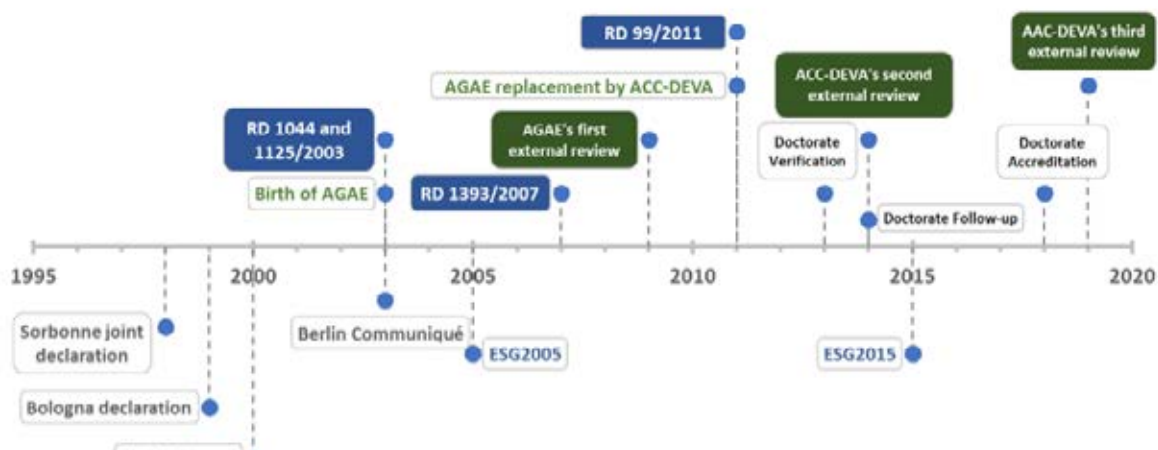 RD 99/2011
AAC-DEVA's third
external review
AGAE replacement by ACC-DEVA
ACC-DEVA's second
external review
RD 1044 and
1125/2003
AGAE's first
external review
Doctorate
Verification
Doctorate
Accreditation
Birth of AGAE
RD 1393/2007
Doctorate Follow-up
1995
2000
2005
2010
2015
2020
Sorbonne joint
declaration
Berlin Communiqué
ESG2005
ESG2015
Bologna declaration